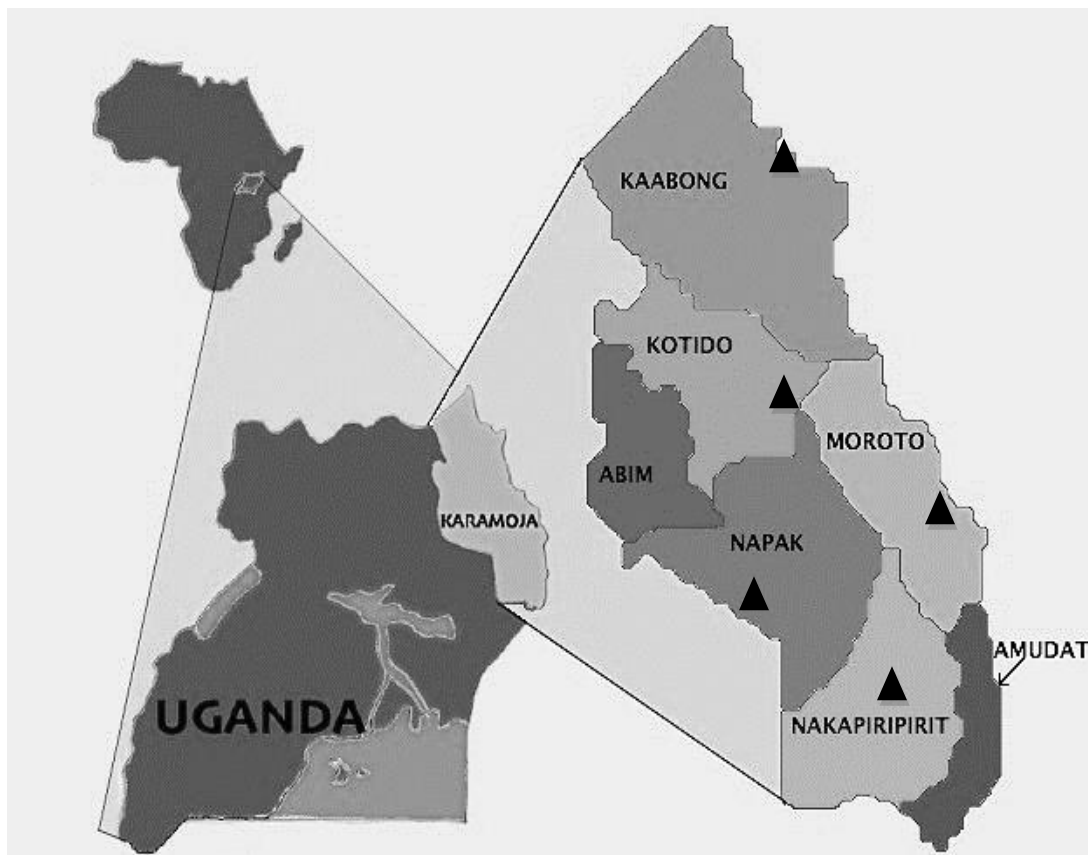 KAABONG
KOTIDO
MOROTO
ABIM
KARAMOJA
NAPAK
AMUDAT
UGANDA
NAKAPIRIPIRIT